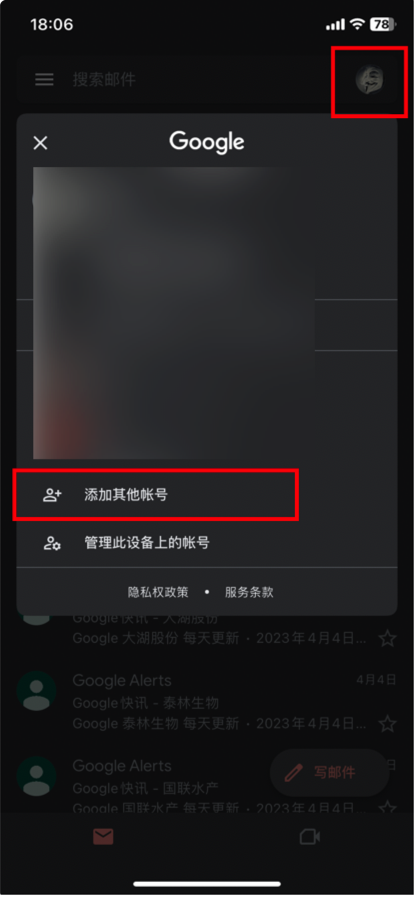 18:06
78
搜索邮件
Google
添加其他帐号
管理此设备上的帐号
隐私权政策 • 服务条款
Google 快讯 - 大湖股份
Google 大湖股份 每天更新 · 2023年4月4日...
Google Alerts 4月4日
Google 快讯 - 泰林生物
Google 泰林生物 每天更新 · 2023年4月4日...
Google Alerts 日
Google 快讯 - 国联水产
写邮件
Google 国联水产 每天更新 · 2023年4月4日...